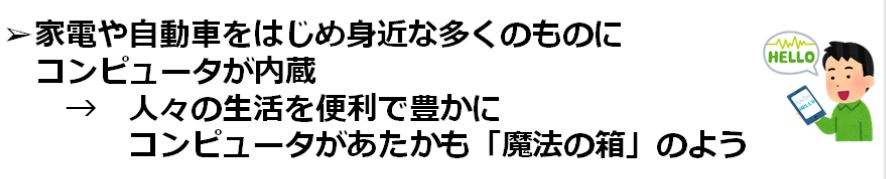 ➢家電や自動車をはじめ身近な多くのものに
コンピュータが内蔵
→ 人々の生活を便利で豊かに
コンピュータがあたかも「魔法の箱」のよう
HELLO
HELLO